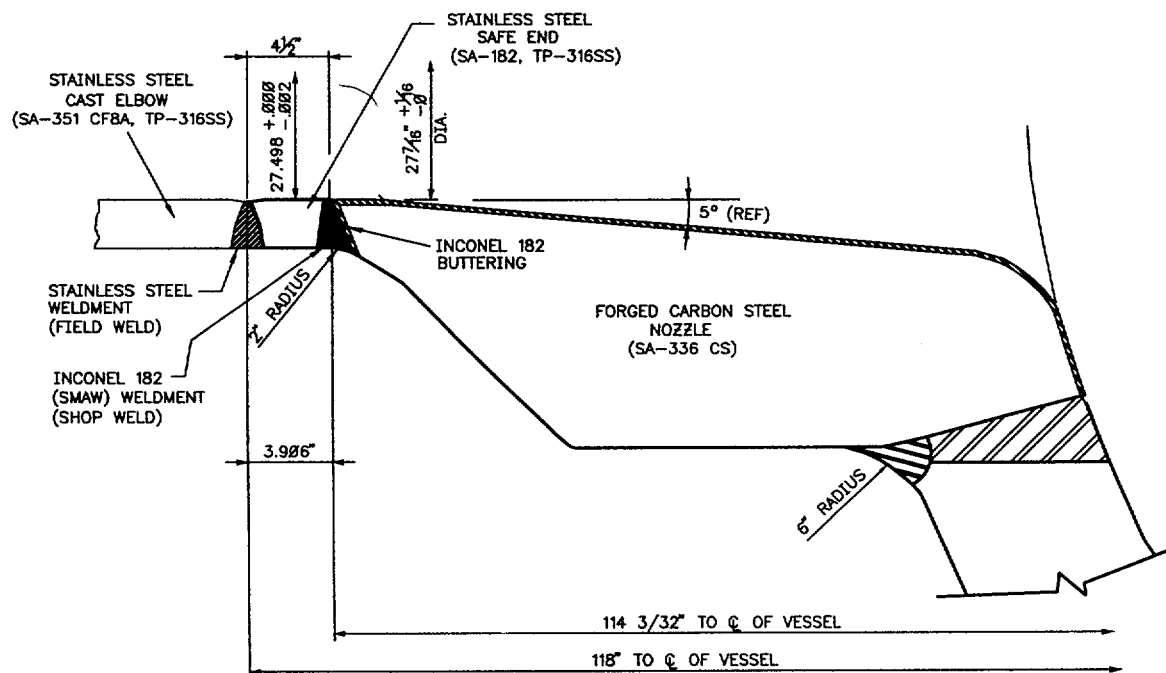 STAINLESS STEEL
SAFE END
(SA-182, TP-316SS)
4½"
STAINLESS STEEL
CAST ELBOW
(SA-351 CF8A, TP-316SS)
27.498 +.000 -.002
27 7/16" +1/16 -0
DIA.
5° (REF)
INCONEL 182
BUTTERING
STAINLESS STEEL
WELDMENT
(FIELD WELD)
2" RADIUS
FORGED CARBON STEEL
NOZZLE
(SA-336 CS)
INCONEL 182
(SMAW) WELDMENT
(SHOP WELD)
3.906"
6" RADIUS
114 3/32" TO ℄ OF VESSEL
118" TO ℄ OF VESSEL